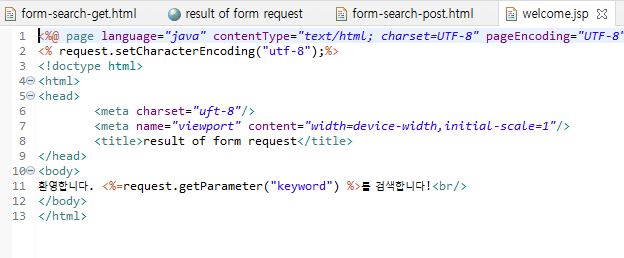 form-search-get.html result of form request form-search-post.html welcome.jsp
1 <%@ page language="java" contentType="text/html; charset=UTF-8" pageEncoding="UTF-8"
2 <% request.setCharacterEncoding("utf-8");%>
3 <!doctype html>
4 <html>
5 <head>
6 <meta charset="uft-8"/>
7 <meta name="viewport" content="width=device-width,initial-scale=1"/>
8 <title>result of form request</title>
9 </head>
10 <body>
11 환영합니다. <%=request.getParameter("keyword") %>를 검색합니다!<br/>
12 </body>
13 </html>